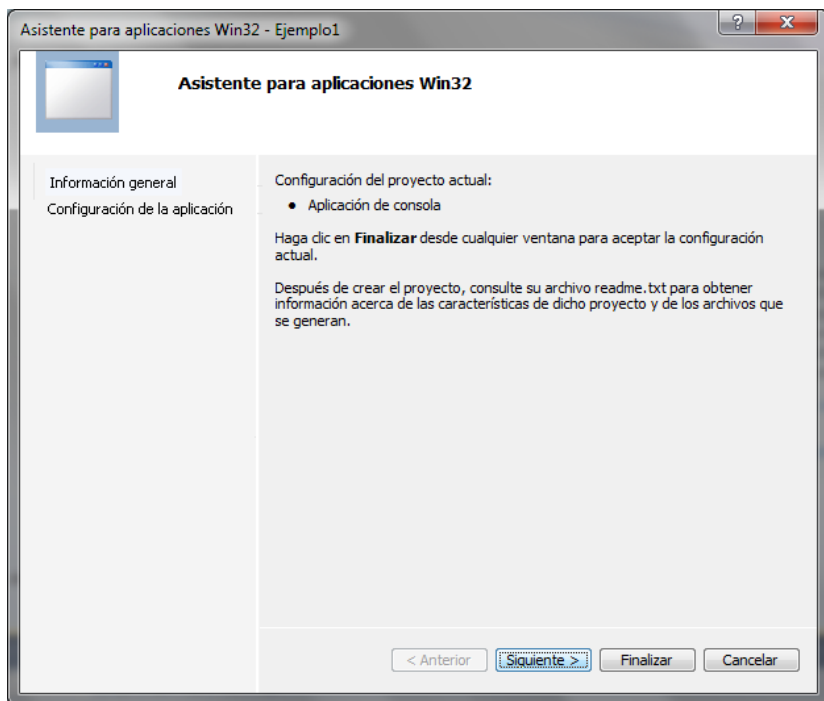 Asistente para aplicaciones Win32 - Ejemplo1
?
X
Asistente para aplicaciones Win32
Información general
Configuración de la aplicación
Configuración del proyecto actual:
• Aplicación de consola
Haga clic en Finalizar desde cualquier ventana para aceptar la configuración
actual.
Después de crear el proyecto, consulte su archivo readme.txt para obtener
información acerca de las características de dicho proyecto y de los archivos que
se generan.
< Anterior
Siguiente >
Finalizar
Cancelar